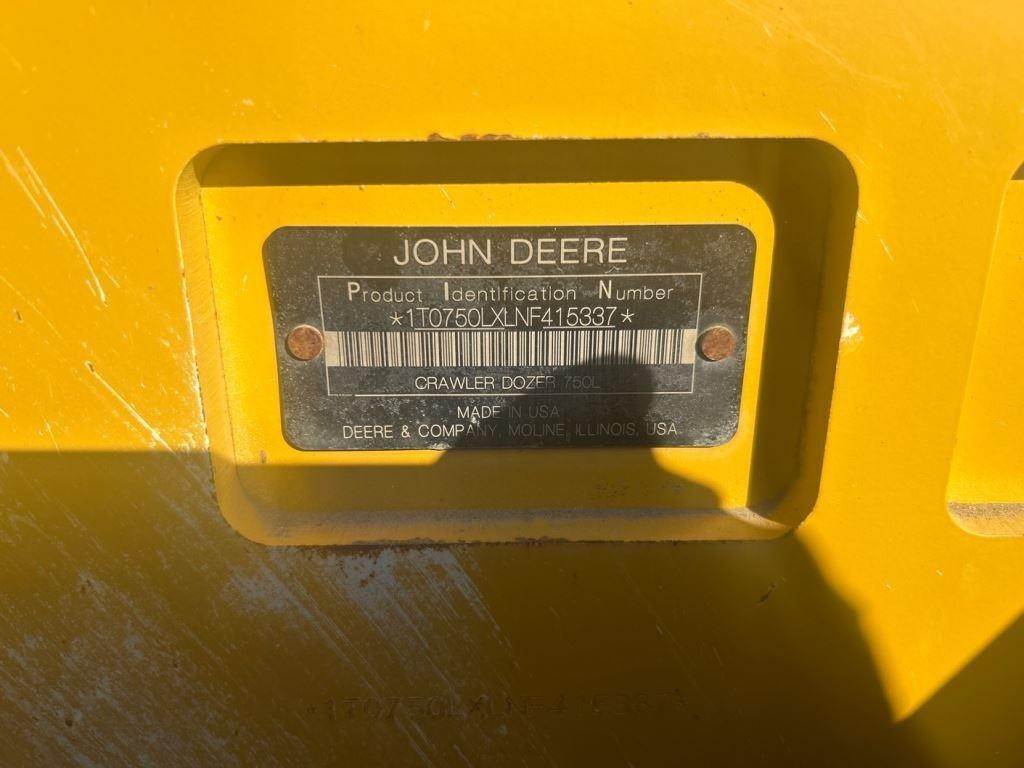 JOHN DEERE
Product Identification Number
*1T0750LXLNF415337*
CRAWLER DOZER 750L
MADE IN USA
DEERE & COMPANY, MOLINE, ILLINOIS, USA